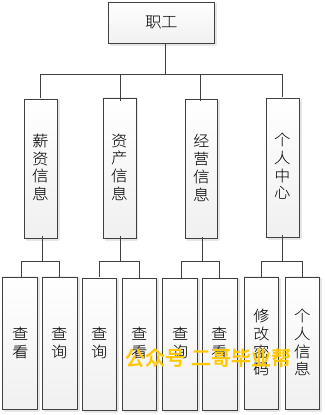 职工
薪资信息
资产信息
经营信息
个人中心
查看
查询
查询
查看
查询
查看
修改密码
个人信息
公众号 二哥毕业帮